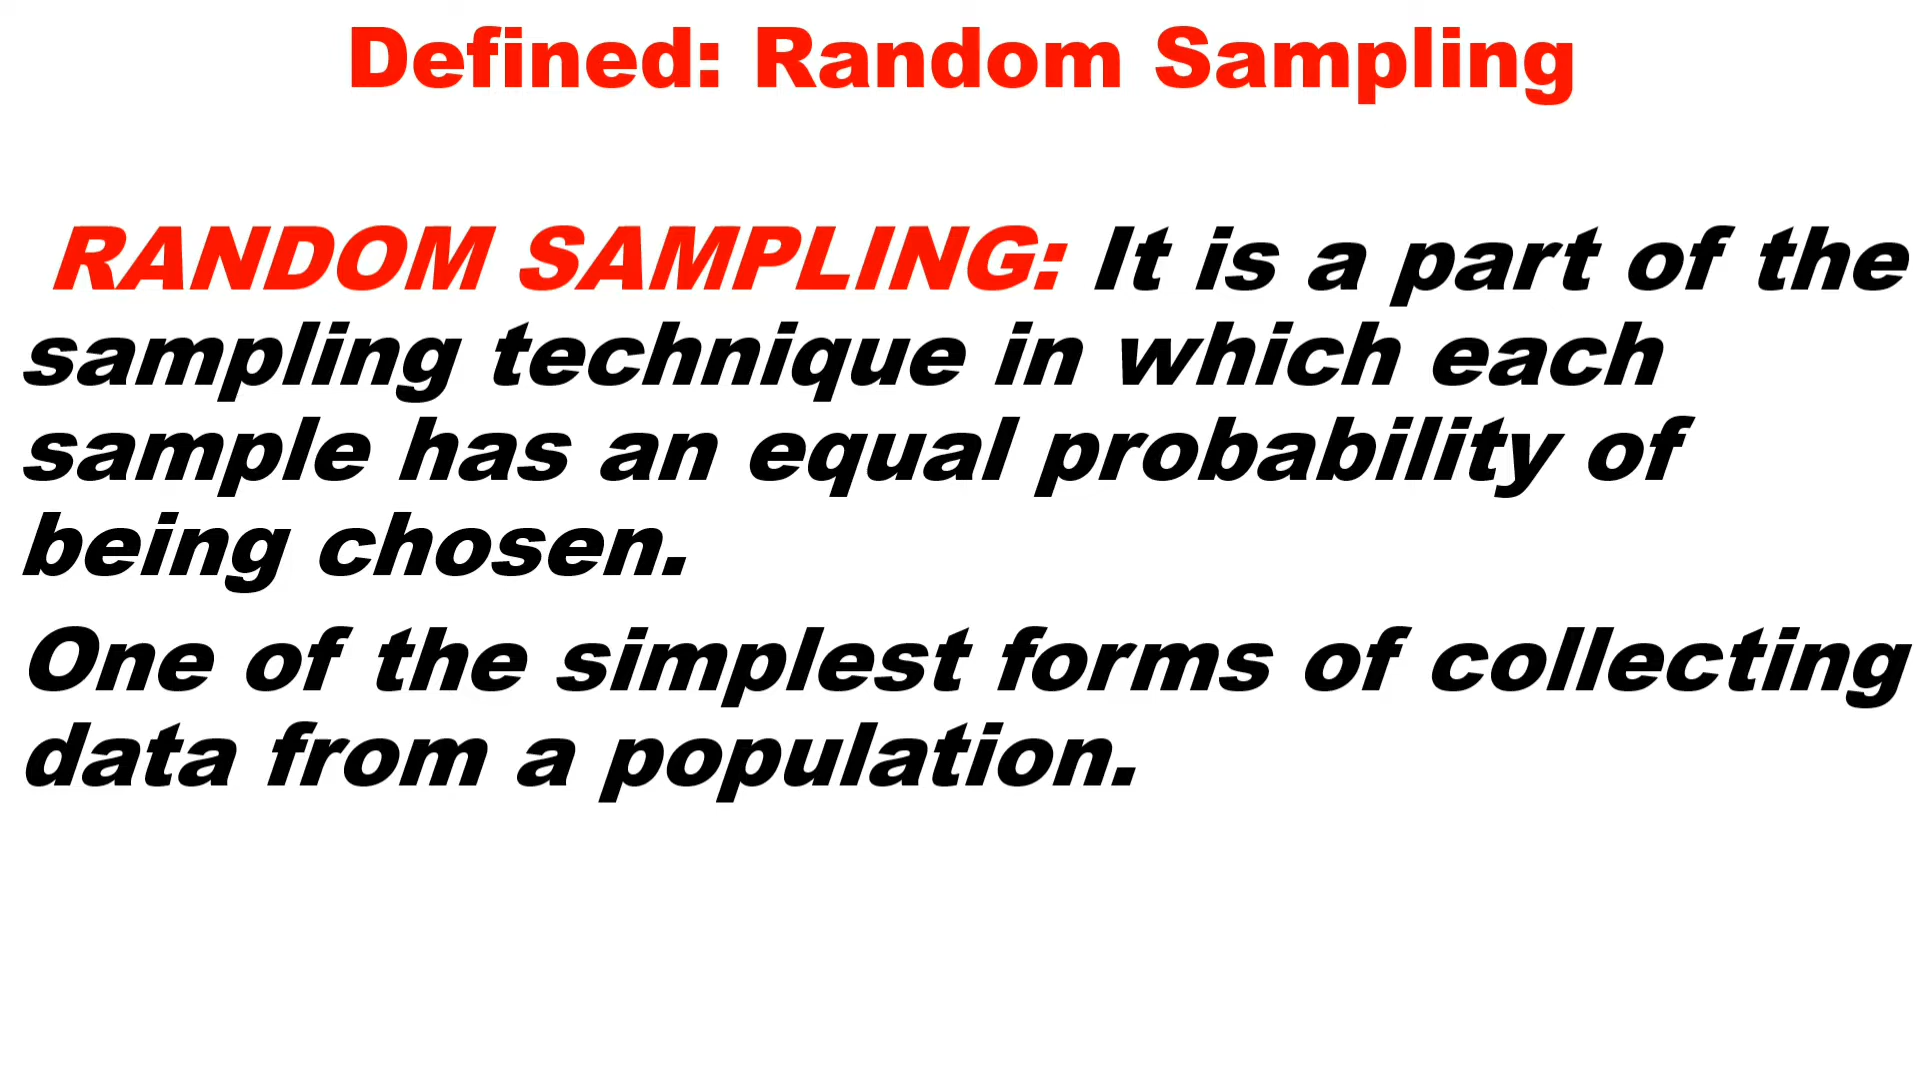 Defined: Random Sampling
RANDOM SAMPLING: It is a part of the
sampling technique in which each
sample has an equal probability of
being chosen.
One of the simplest forms of collecting
data from a population.